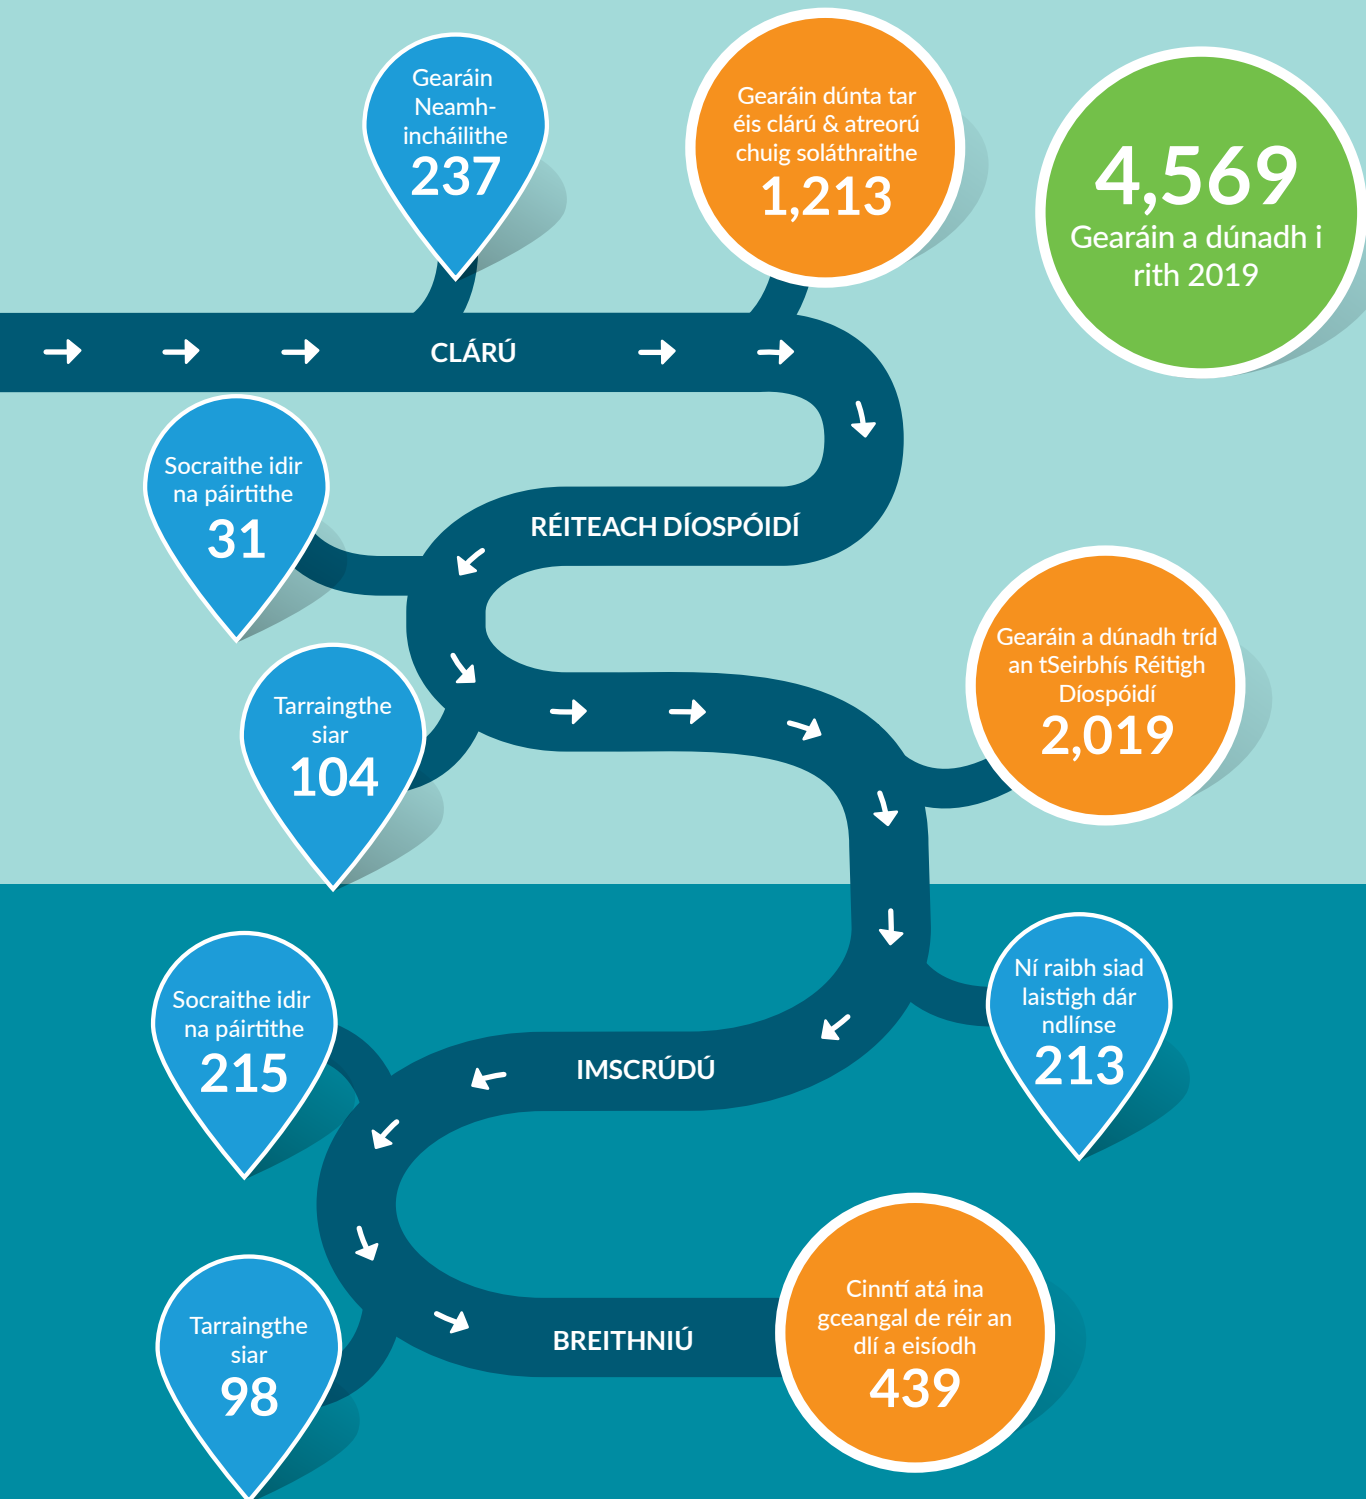 Gearáin
Neamh-
incháilithe
237
Gearáin dúnta tar
éis clárú & atreorú
chuig soláthraithe
1,213
4,569
Gearáin a dúnadh i
rith 2019
CLÁRÚ
Socraithe idir
na páirtithe
31
RÉITEACH DÍOSPÓIDÍ
Tarraingthe
siar
104
Gearáin a dúnadh tríd
an tSeirbhís Réitigh
Díospóidí
2,019
Socraithe idir
na páirtithe
215
Ní raibh siad
laistigh dár
ndlínse
213
IMSCRÚDÚ
Tarraingthe
siar
98
BREITHNIÚ
Cinntí atá ina
gceangal de réir an
dlí a eisíodh
439